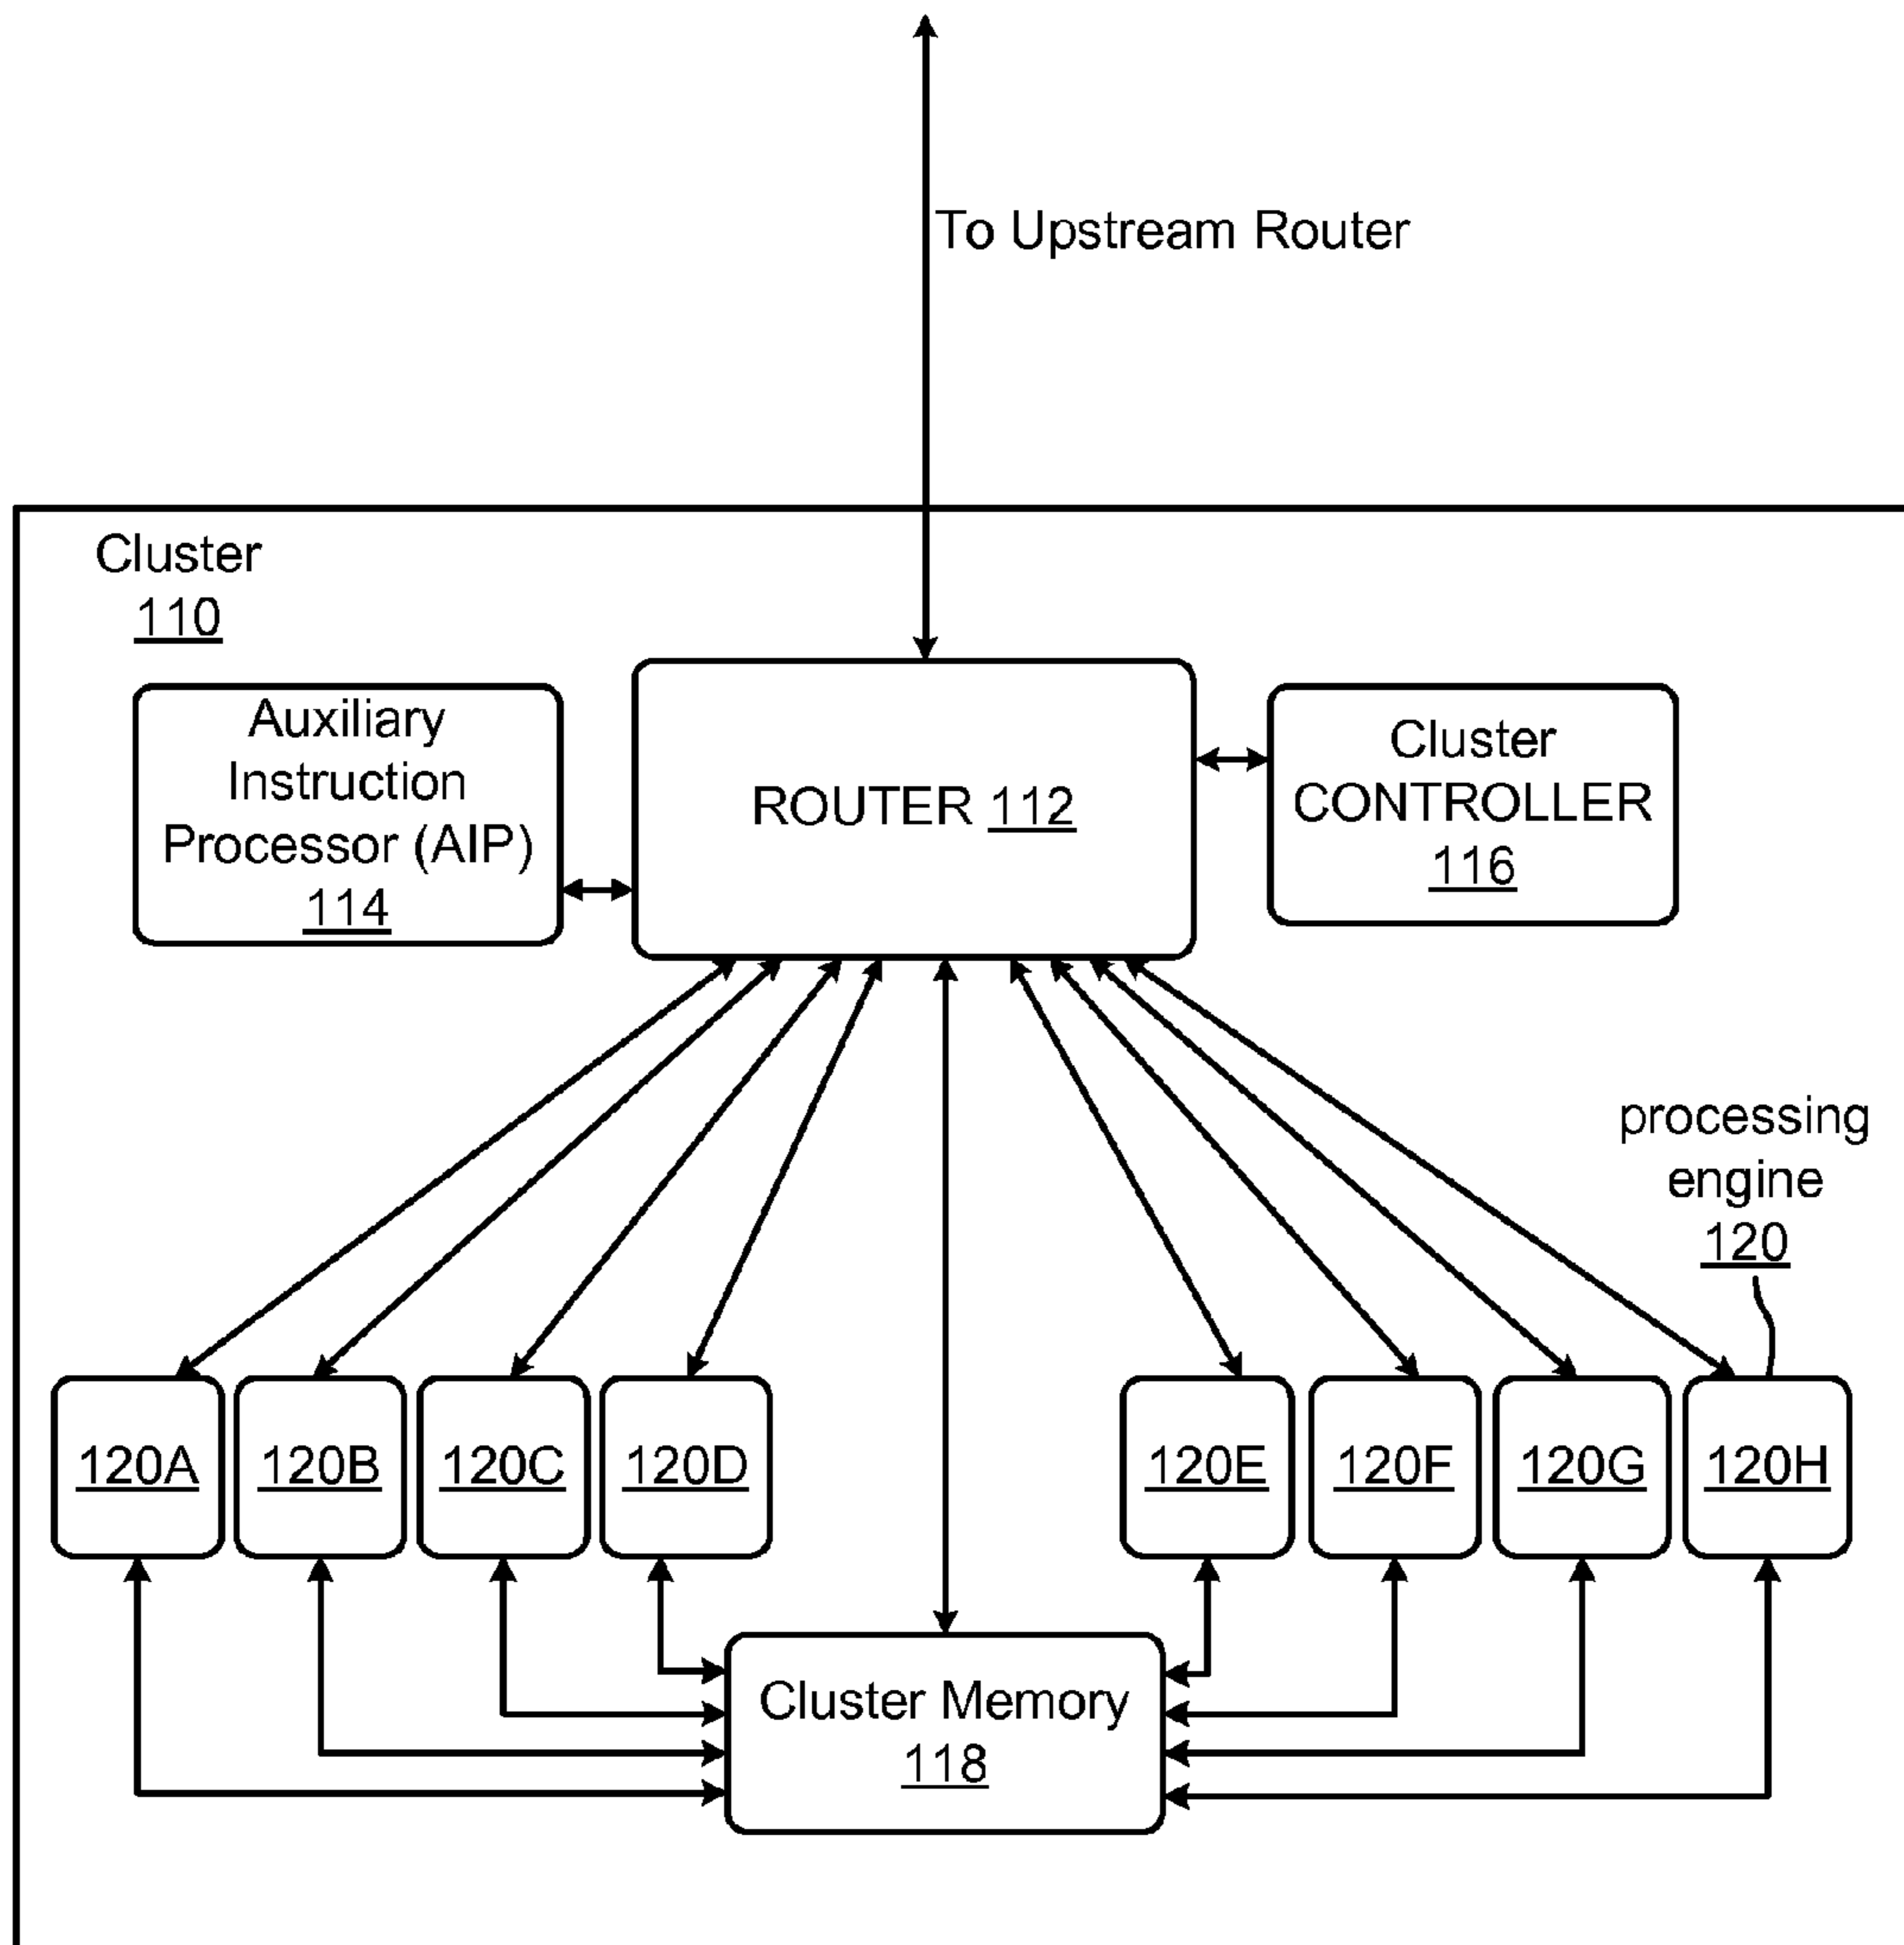 To Upstream Router
Cluster
110
Auxiliary
Instruction
Processor (AIP)
114
ROUTER 112
Cluster
CONTROLLER
116
processing
engine
120
120A
120B
120C
120D
120E
120F
120G
120H
Cluster Memory
118